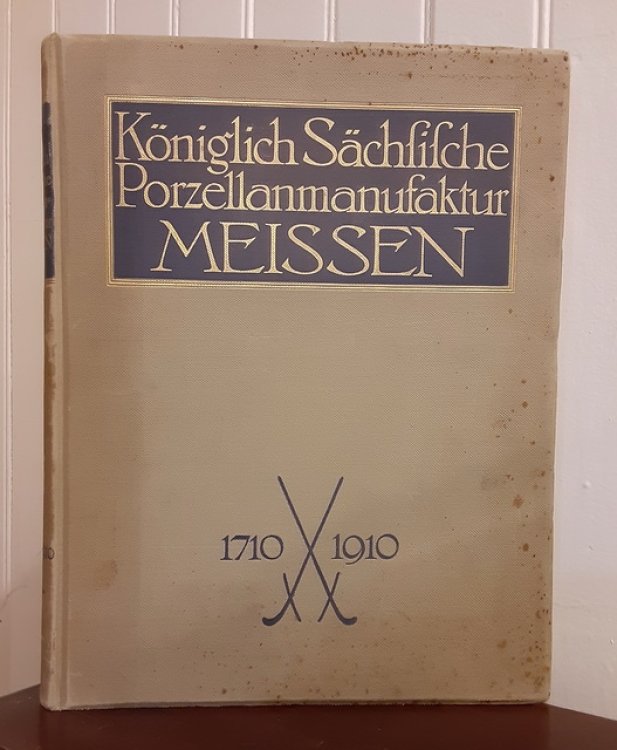 Königlich Sächſiſche
Porzellanmanufaktur
MEISSEN
1710 1910